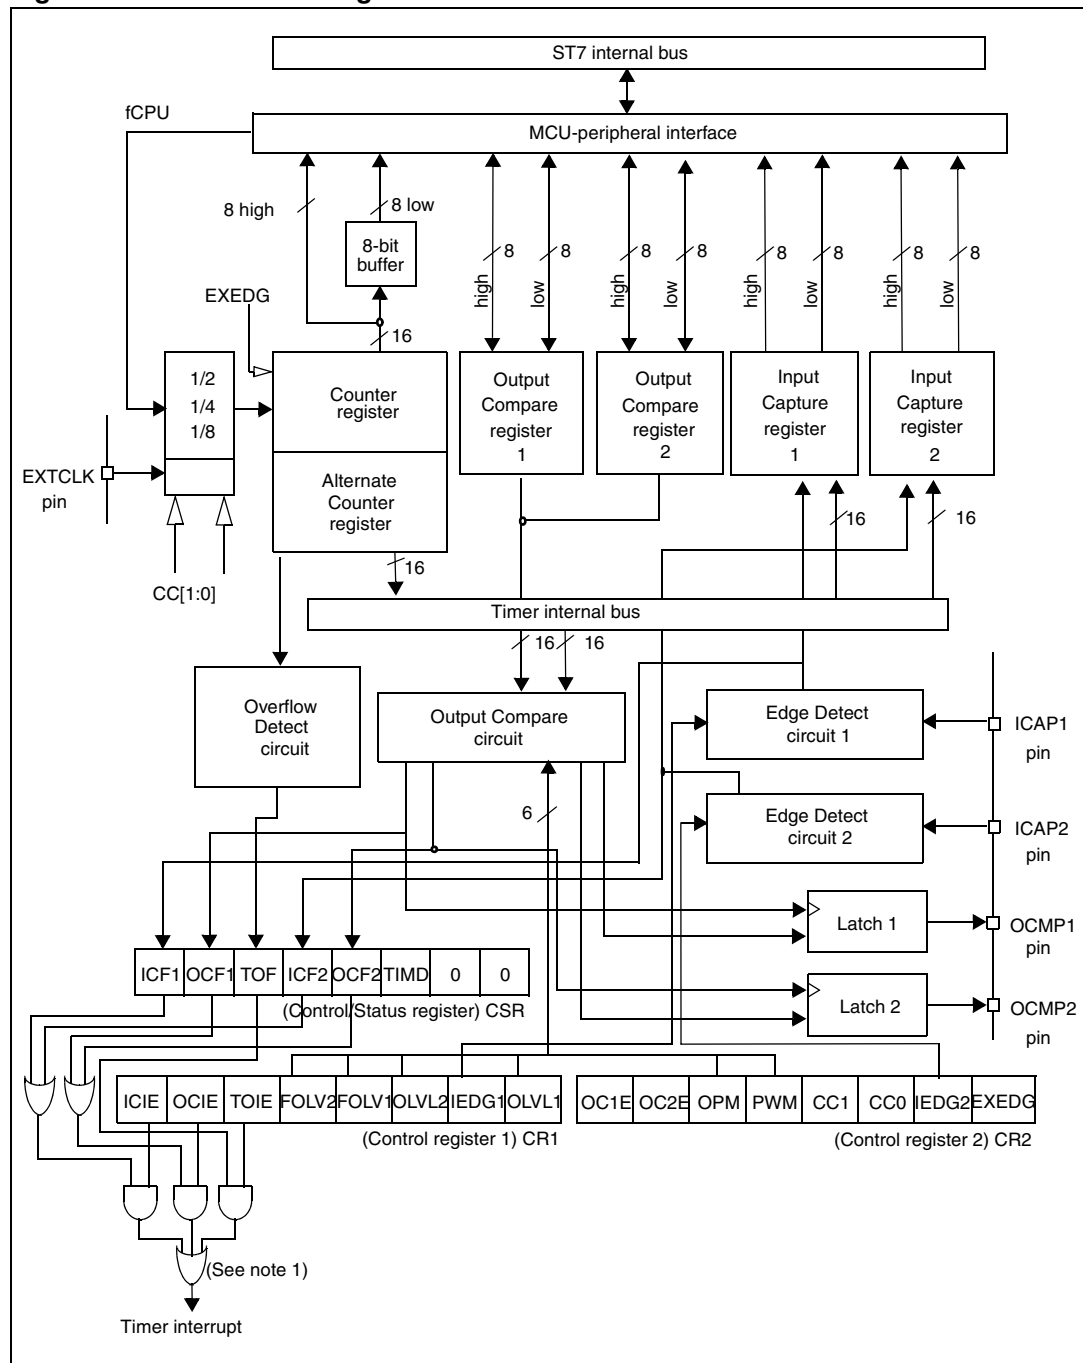 ST7 internal bus
fCPU
MCU-peripheral interface
8 high
8 low
8-bit
buffer
8
8
8
8
8
8
8
8
high
low
high
low
high
low
high
low
EXEDG
16
1/2
1/4
1/8
Counter
register
Output
Compare
register
1
Output
Compare
register
2
Input
Capture
register
1
Input
Capture
register
2
EXTCLK
pin
Alternate
Counter
register
16
16
16
CC[1:0]
Timer internal bus
16
16
Overflow
Detect
circuit
Output Compare
circuit
Edge Detect
circuit 1
ICAP1
pin
6
Edge Detect
circuit 2
ICAP2
pin
Latch 1
OCMP1
pin
ICF1 OCF1 TOF ICF2 OCF2 TIMD 0 0
(Control/Status register) CSR
Latch 2
OCMP2
pin
ICIE OCIE TOIE FOLV2 FOLV1 OLVL2 IEDG1 OLVL1
(Control register 1) CR1
OC1E OC2E OPM PWM CC1 CC0 IEDG2 EXEDG
(Control register 2) CR2
(See note 1)
Timer interrupt